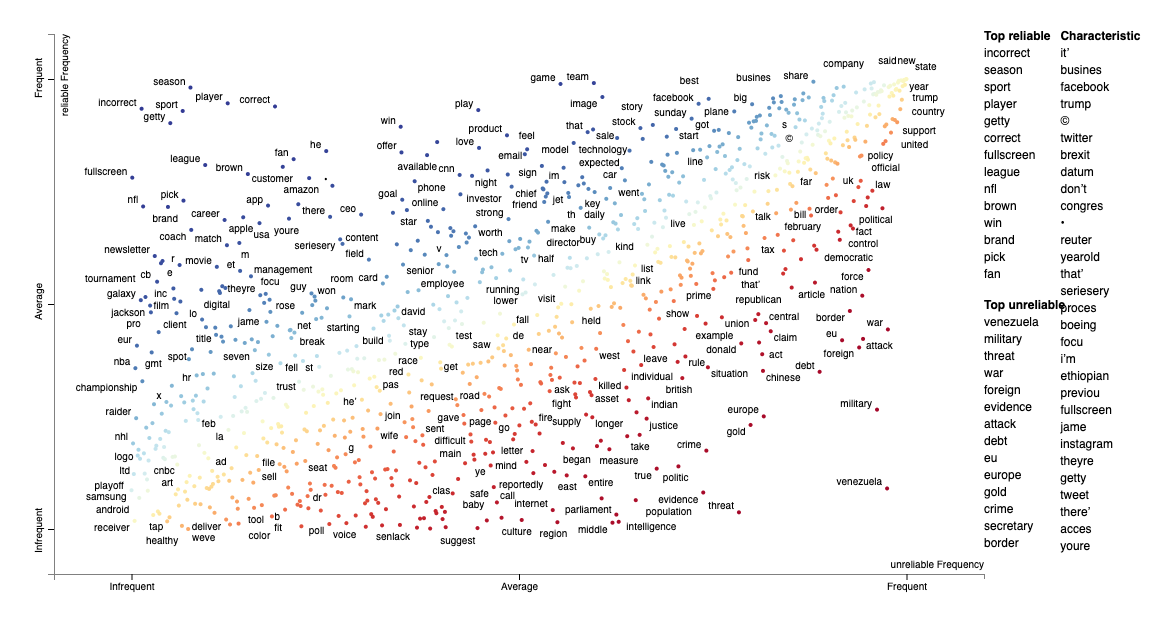 Top reliable Characteristic
incorrect it'
season busines
sport facebook
player trump
getty ©
correct twitter
fullscreen brexit
league datum
nfl don't
brown congres
win •
brand reuter
pick yearold
fan that'
seriesery
Top unreliable proces
venezuela boeing
military focu
threat i'm
war ethiopian
foreign previou
evidence fullscreen
attack jame
debt instagram
eu theyre
europe getty
gold tweet
crime there'
secretary acces
border youre
reliable Frequency
Frequent
Average
Infrequent
company saidnew state
season game team best busines share
player year
incorrect sport correct play image facebook big trump
getty story sunday plane country
win product that stock got s support
he offer love feel sale start © united
league fan email model technology policy
fullscreen brown available cnn sign expected line official
customer amazon . phone night im car risk far uk law
nfl pick app goal online investor chief friend jet key went
brand career there ceo strong th daily talk bill order political
coach match apple usa youre star worth make live february fact
newsletter seriesery content v director buy kind tax control
r movie m field tech tv half democratic
cb e et management room card senior list fund force
tournament focu employee link that' nation
galaxy inc theyre guy won running prime republican article
jackson film digital rose mark lower visit show
pro lo jame david fall held union central border war
client net starting stay test de example claim eu
eur title break build type saw near donald attack
nba gmt spot seven race west leave act foreign
size fell st red get rule situation debt
championship hr trust pas individual chinese
x he' request road ask killed british military
raider join fight asset indian
feb gave page fire supply longer justice europe
nhl la wife sent go gold
logo g difficult main letter take crime
ltd cnbc ad file seat mind began measure
art sell ye true politic venezuela
playoff reportedly east entire
samsung dr clas safe call evidence
android baby internet parliament population threat
receiver tap deliver tool b fit poll voice culture middle intelligence
healthy weve color senlack suggest region
unreliable Frequency
Infrequent Average Frequent